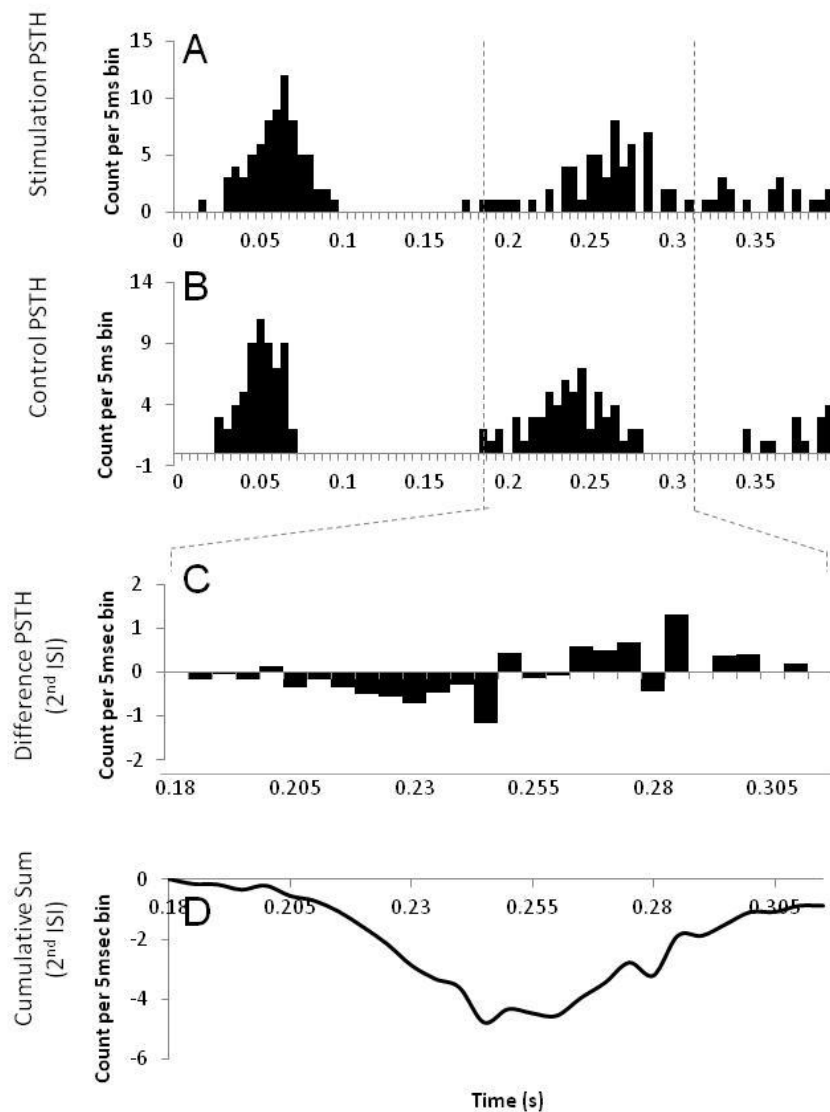 Stimulation PSTH
Count per 5ms bin
A
15
10
5
0
0 0.05 0.1 0.15 0.2 0.25 0.3 0.35
Control PSTH
Count per 5ms bin
B
14
9
4
-1
0 0.05 0.1 0.15 0.2 0.25 0.3 0.35
Difference PSTH
(2nd ISI)
Count per 5msec bin
C
2
1
0
-1
-2
0.18 0.205 0.23 0.255 0.28 0.305
Cumulative Sum
(2nd ISI)
Count per 5msec bin
D
0
-2
-4
-6
0.18 0.205 0.23 0.255 0.28 0.305
Time (s)